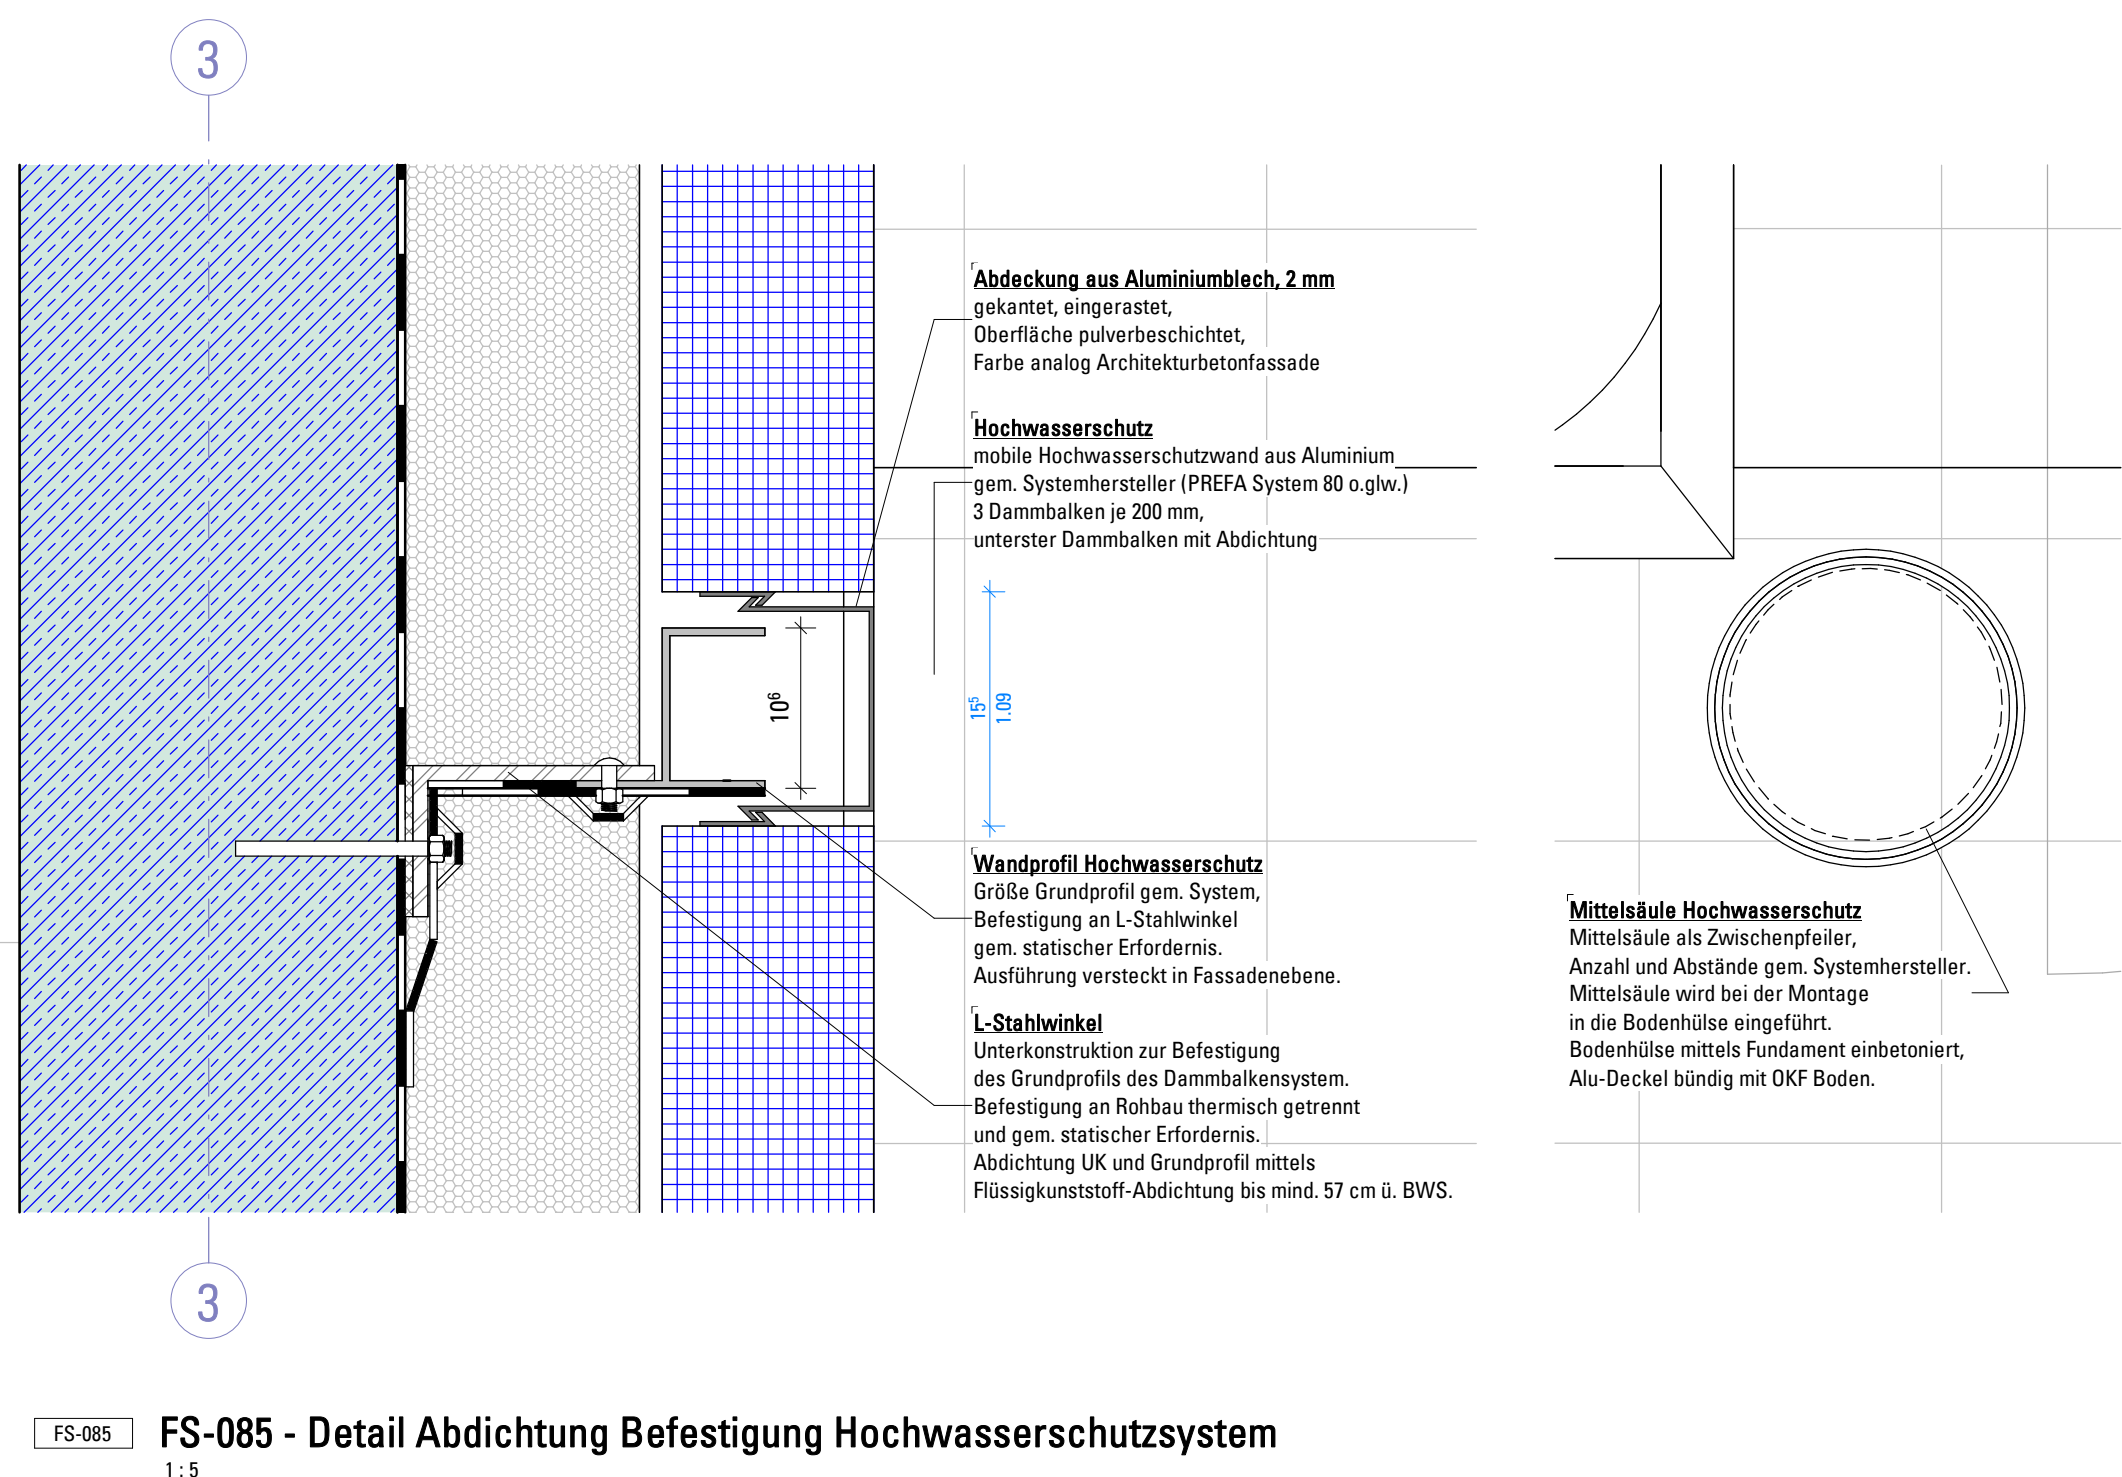 3
Abdeckung aus Aluminiumblech, 2 mm
gekantet, eingerastet,
Oberfläche pulverbeschichtet,
Farbe analog Architekturbetonfassade
Hochwasserschutz
mobile Hochwasserschutzwand aus Aluminium
gem. Systemhersteller (PREFA System 80 o.glw.)
3 Dammbalken je 200 mm,
unterster Dammbalken mit Abdichtung
10⁶
15⁵
1.09
Wandprofil Hochwasserschutz
Größe Grundprofil gem. System,
Befestigung an L-Stahlwinkel
gem. statischer Erfordernis.
Ausführung versteckt in Fassadenebene.
L-Stahlwinkel
Unterkonstruktion zur Befestigung
des Grundprofils des Dammbalkensystem.
Befestigung an Rohbau thermisch getrennt
und gem. statischer Erfordernis.
Abdichtung UK und Grundprofil mittels
Flüssigkunststoff-Abdichtung bis mind. 57 cm ü. BWS.
Mittelsäule Hochwasserschutz
Mittelsäule als Zwischenpfeiler,
Anzahl und Abstände gem. Systemhersteller.
Mittelsäule wird bei der Montage
in die Bodenhülse eingeführt.
Bodenhülse mittels Fundament einbetoniert,
Alu-Deckel bündig mit OKF Boden.
3
FS-085
FS-085 - Detail Abdichtung Befestigung Hochwasserschutzsystem
1 : 5